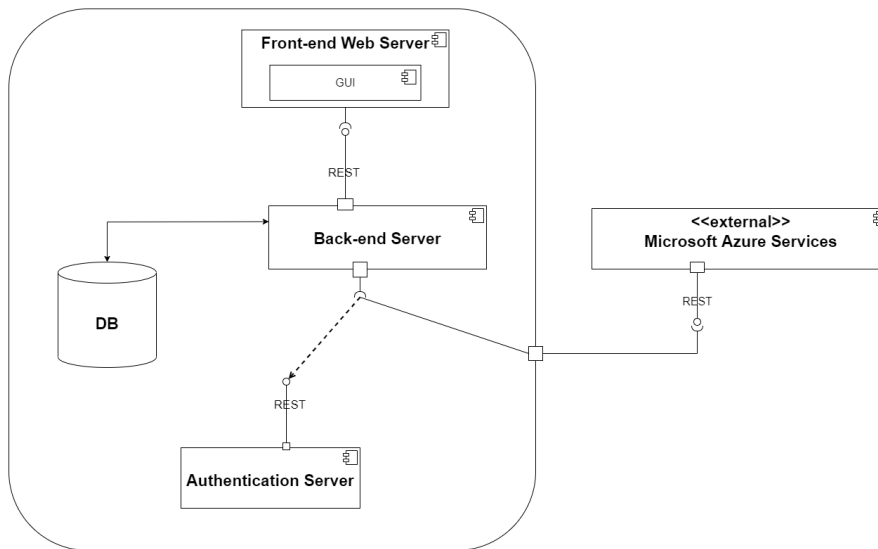 Front-end Web Server
GUI
REST
Back-end Server
<<external>>
Microsoft Azure Services
REST
DB
REST
Authentication Server